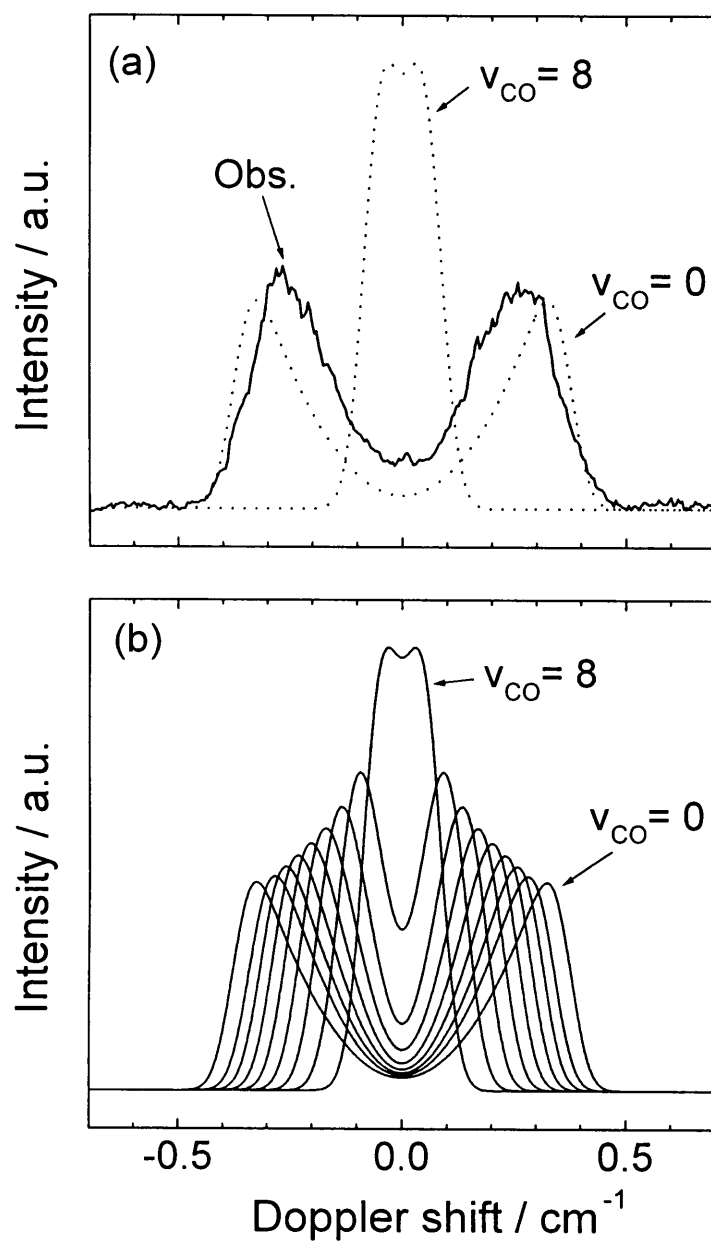 (a)
v_CO = 8
Obs.
v_CO = 0
Intensity / a.u.
(b)
v_CO = 8
v_CO = 0
Intensity / a.u.
-0.5 0.0 0.5
Doppler shift / cm⁻¹